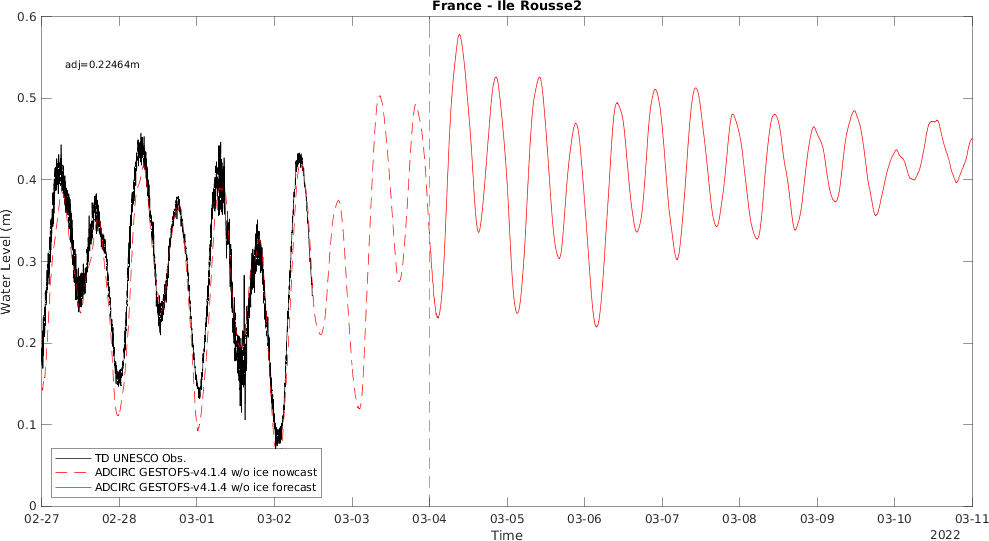 France - Ile Rousse2
adj=0.22464m
0.6
0.5
0.4
0.3
0.2
0.1
0
Water Level (m)
TD UNESCO Obs.
ADCIRC GESTOFS-v4.1.4 w/o ice nowcast
ADCIRC GESTOFS-v4.1.4 w/o ice forecast
02-27 02-28 03-01 03-02 03-03 03-04 03-05 03-06 03-07 03-08 03-09 03-10 03-11
Time
2022